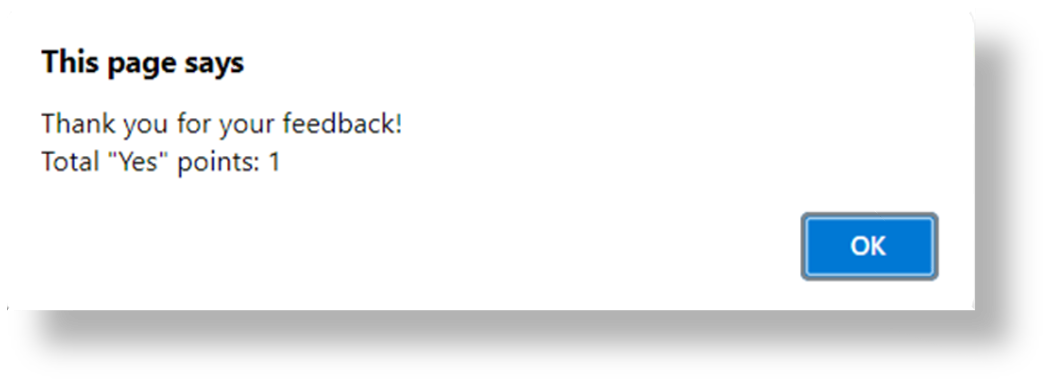 This page says
Thank you for your feedback!
Total "Yes" points: 1
OK